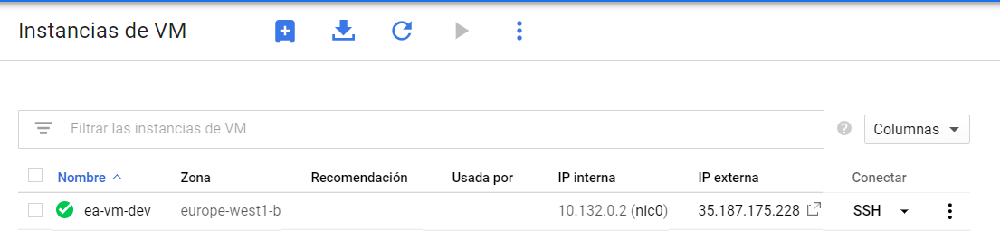 Instancias de VM
Filtrar las instancias de VM
Columnas
Nombre Zona Recomendación Usada por IP interna IP externa Conectar
ea-vm-dev europe-west1-b 10.132.0.2 (nic0) 35.187.175.228 SSH